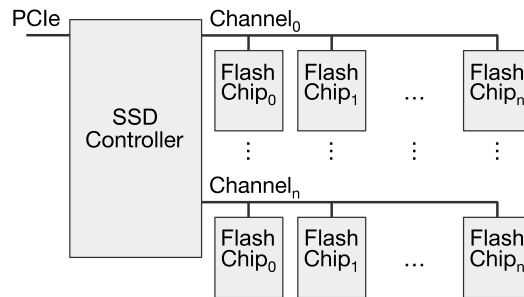 PCIe
SSD
Controller
Channel₀
Flash
Chip₀
Flash
Chip₁
...
Flash
Chipₙ
Channelₙ
Flash
Chip₀
Flash
Chip₁
...
Flash
Chipₙ